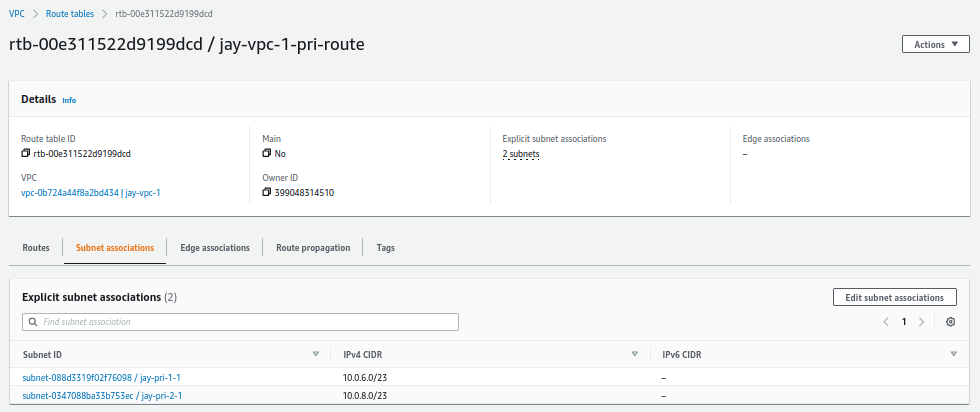 VPC > Route tables > rtb-00e311522d9199dcd
rtb-00e311522d9199dcd / jay-vpc-1-pri-route
Actions
Details Info
Route table ID Main Explicit subnet associations Edge associations
rtb-00e311522d9199dcd No 2 subnets –
VPC Owner ID
vpc-0b724a44f8a2bd434 | jay-vpc-1 399048314510
Routes Subnet associations Edge associations Route propagation Tags
Explicit subnet associations (2) Edit subnet associations
Find subnet association 1
Subnet ID IPv4 CIDR IPv6 CIDR
subnet-088d3319f02f76098 / jay-pri-1-1 10.0.6.0/23 –
subnet-0347088ba33b753ec / jay-pri-2-1 10.0.8.0/23 –